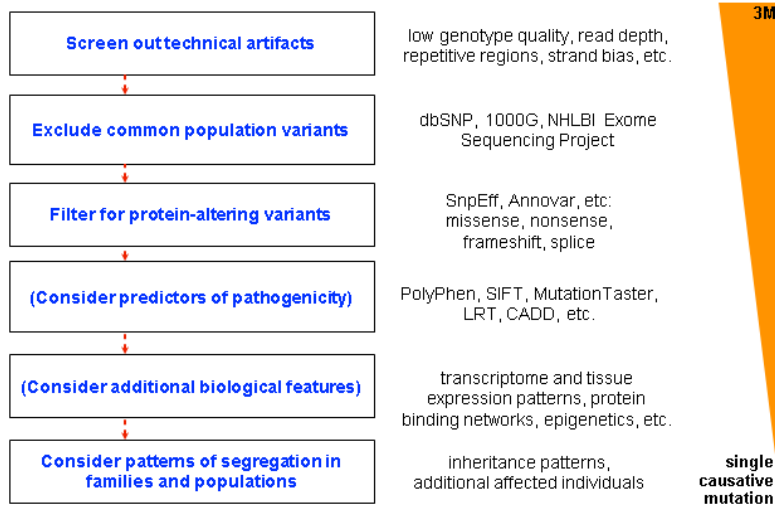 3M
Screen out technical artifacts
low genotype quality, read depth,
repetitive regions, strand bias, etc.
Exclude common population variants
dbSNP, 1000G, NHLBI Exome
Sequencing Project
Filter for protein-altering variants
SnpEff, Annovar, etc:
missense, nonsense,
frameshift, splice
(Consider predictors of pathogenicity)
PolyPhen, SIFT, MutationTaster,
LRT, CADD, etc.
(Consider additional biological features)
transcriptome and tissue
expression patterns, protein
binding networks, epigenetics, etc.
Consider patterns of segregation in
families and populations
inheritance patterns,
additional affected individuals
single
causative
mutation